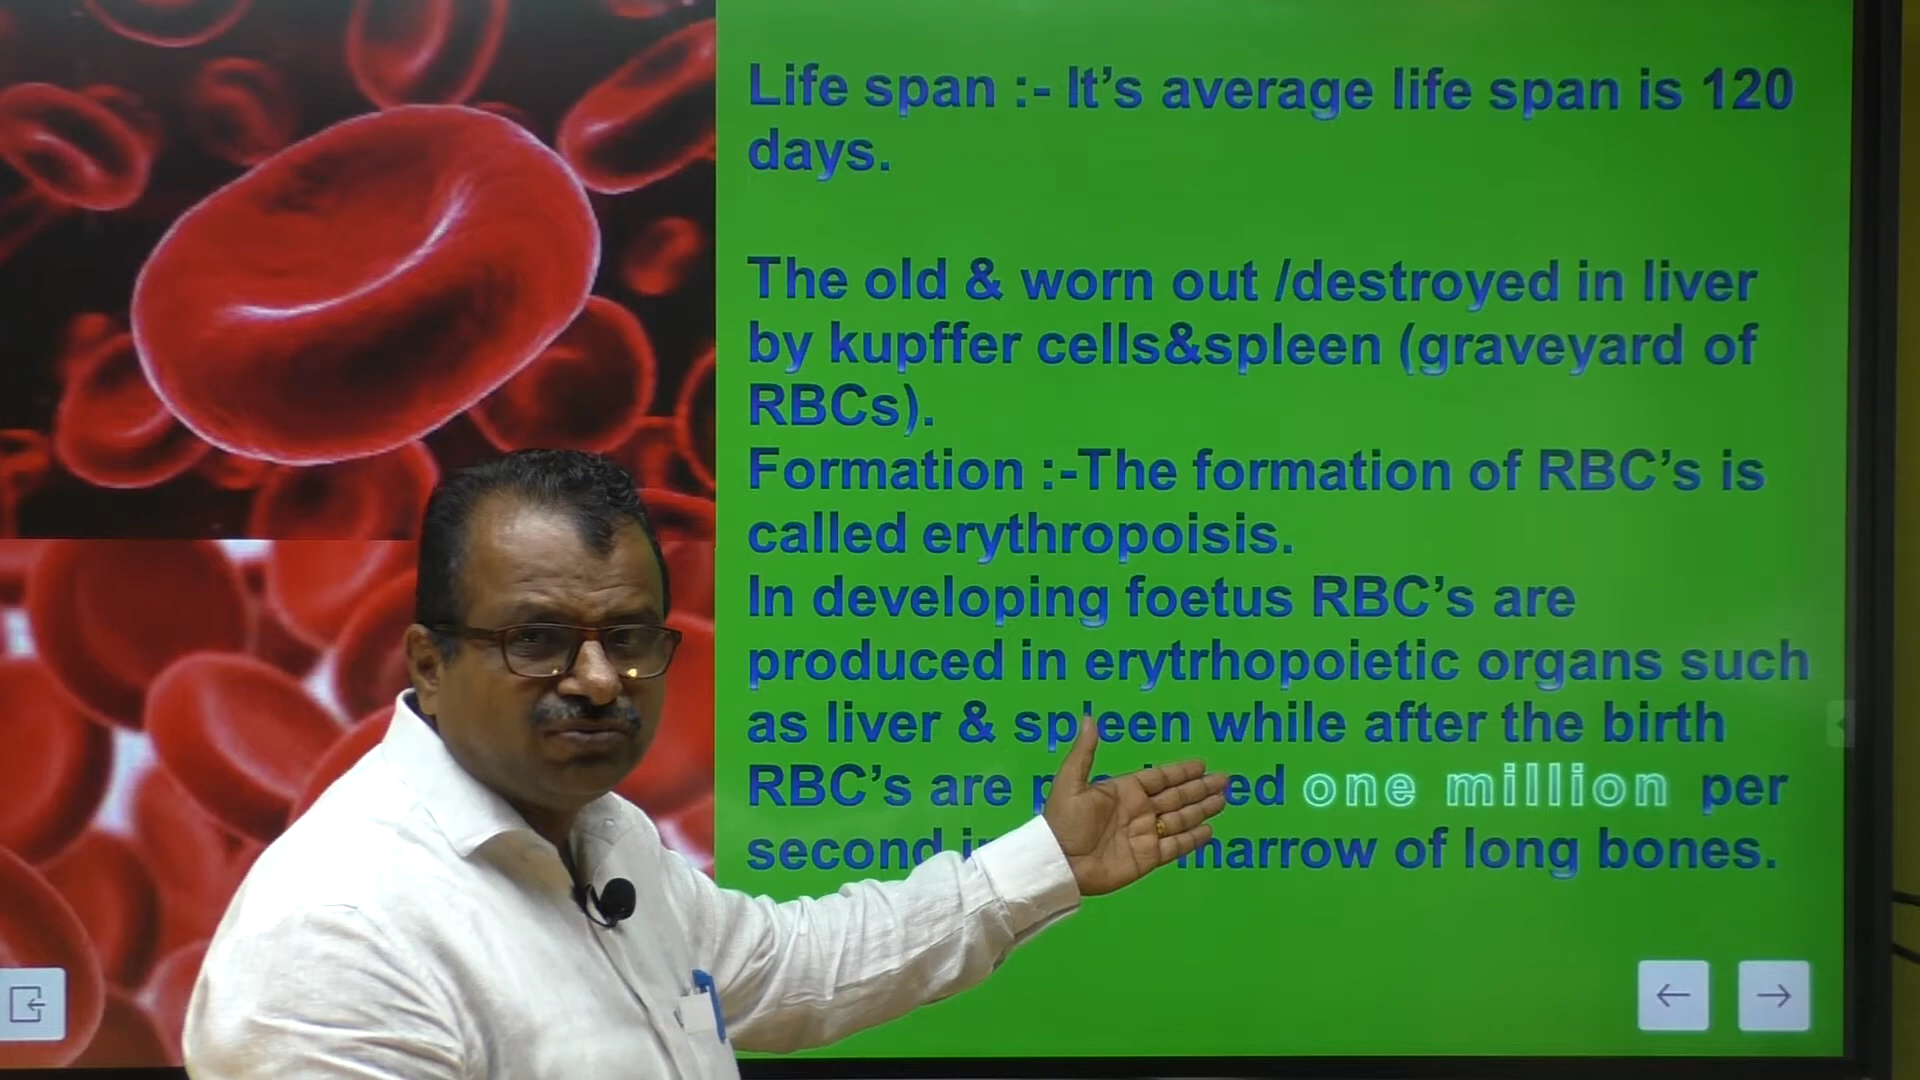 Life span :- It's average life span is 120
days.
The old & worn out /destroyed in liver
by kupffer cells&spleen (graveyard of
RBCs).
Formation :-The formation of RBC's is
called erythropoisis.
In developing foetus RBC's are
produced in erytrhopoietic organs such
as liver & spleen while after the birth
RBC's are one million per
second marrow of long bones.